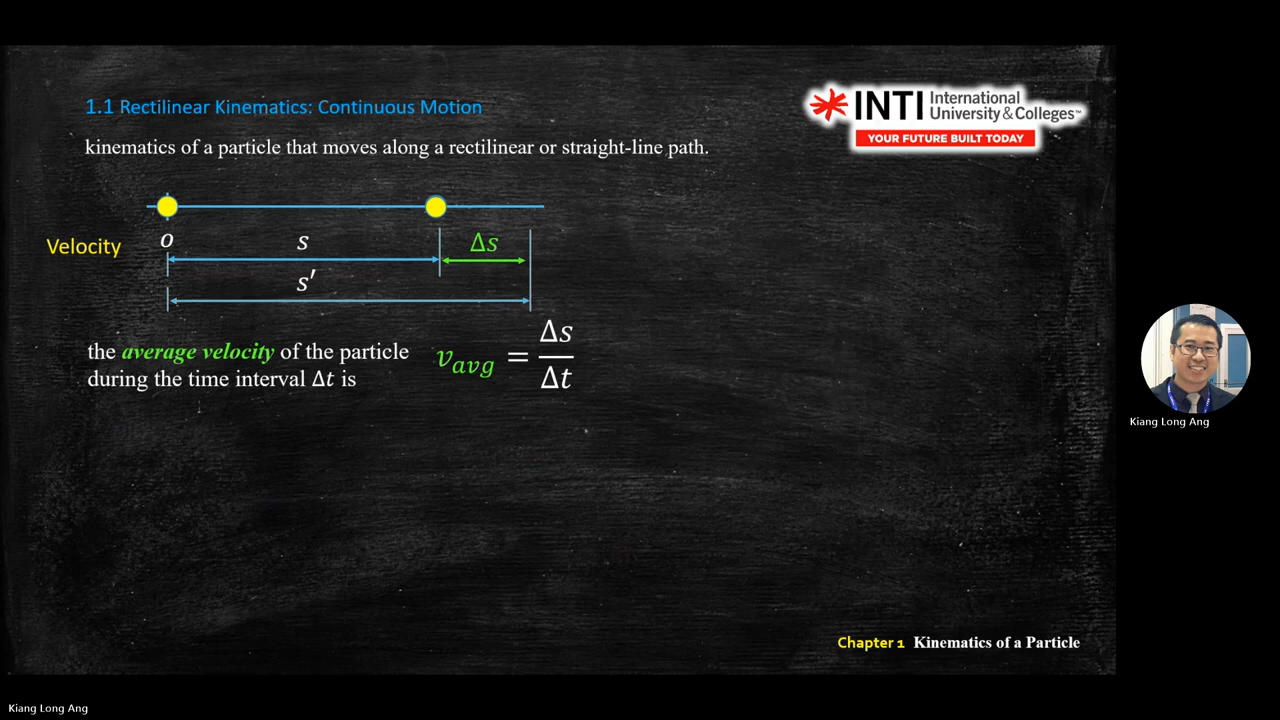 1.1 Rectilinear Kinematics: Continuous Motion
INTI International University & Colleges™
YOUR FUTURE BUILT TODAY
kinematics of a particle that moves along a rectilinear or straight-line path.
Velocity
o s Δs
s′
the average velocity of the particle
during the time interval Δt is
v_avg = Δs/Δt
Kiang Long Ang
Chapter 1 Kinematics of a Particle
Kiang Long Ang